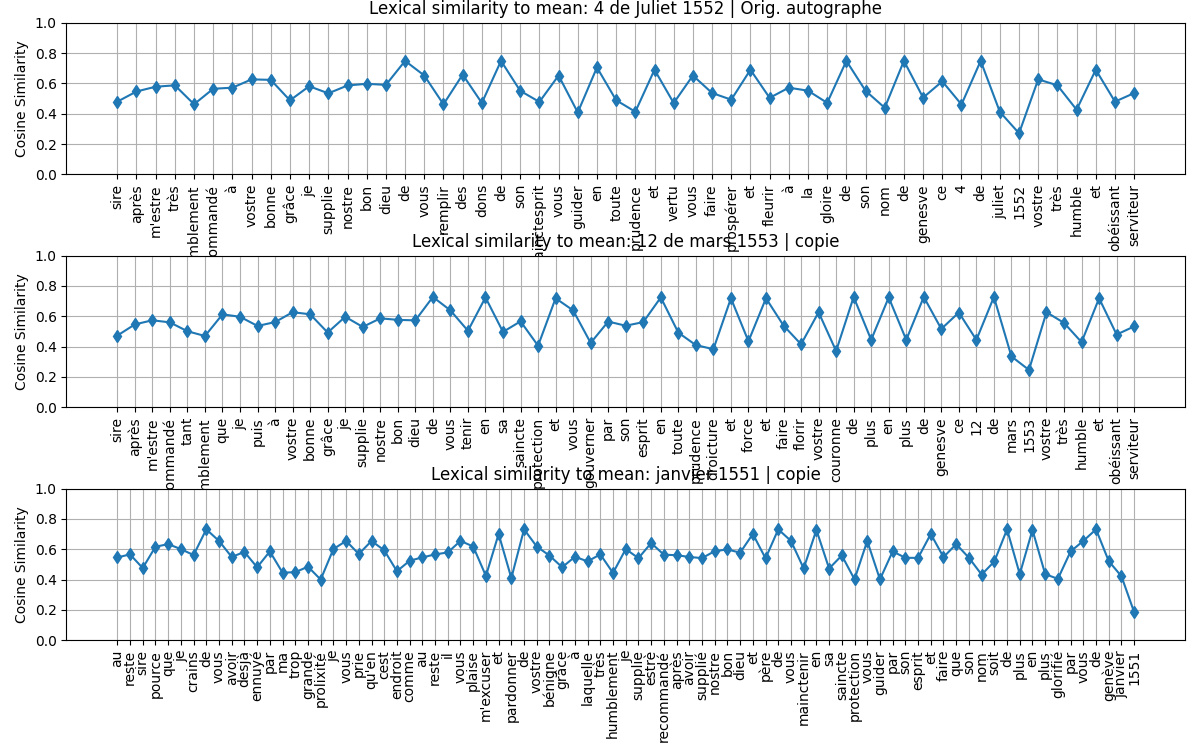 Lexical similarity to mean: 4 de Juliet 1552 | Orig. autographe
Cosine Similarity
1.0
0.8
0.6
0.4
0.2
0.0
sire après m'estre très mblement ommandé à vostre bonne grâce je supplie nostre bon dieu de vous remplir des dons de son ainctesprit vous guider en toute prudence et vertu vous faire prospérer et fleurir à la gloire de son nom de genesve ce 4 de juliet 1552 vostre très humble et obéissant serviteur
Lexical similarity to mean: 12 de mars 1553 | copie
Cosine Similarity
1.0
0.8
0.6
0.4
0.2
0.0
sire après m'estre ommandé tant mblement que je puis à vostre bonne grâce je supplie nostre bon dieu de vous tenir en sa saincte protection et vous gouverner par son esprit en toute prudence droicture et force et faire florir vostre couronne de plus en plus de genesve ce 12 de mars 1553 vostre très humble et obéissant serviteur
Lexical similarity to mean: janvier 1551 | copie
Cosine Similarity
1.0
0.8
0.6
0.4
0.2
0.0
au reste sire pource que je crains de vous avoir desjà ennuyé par ma trop grande prolixité je vous prie qu'en cest endroit comme au reste il vous plaise m'excuser et pardonner de vostre bénigne grâce à laquelle très humblement je supplie estre recommandé après avoir supplié nostre bon dieu et père de vous mainctenir en sa saincte protection vous guider par son esprit et faire que son nom soit de plus en plus glorifié par vous de genève janvier 1551